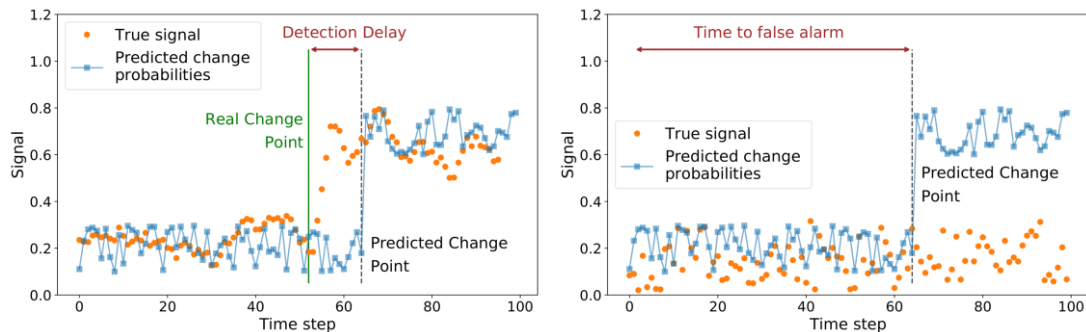 1.2
1.0
0.8
0.6
0.4
0.2
0.0
Signal
True signal
Predicted change
probabilities
Detection Delay
Real Change
Point
Predicted Change
Point
0 20 40 60 80 100
Time step
1.2
1.0
0.8
0.6
0.4
0.2
0.0
Signal
Time to false alarm
True signal
Predicted change
probabilities
Predicted Change
Point
0 20 40 60 80 100
Time step